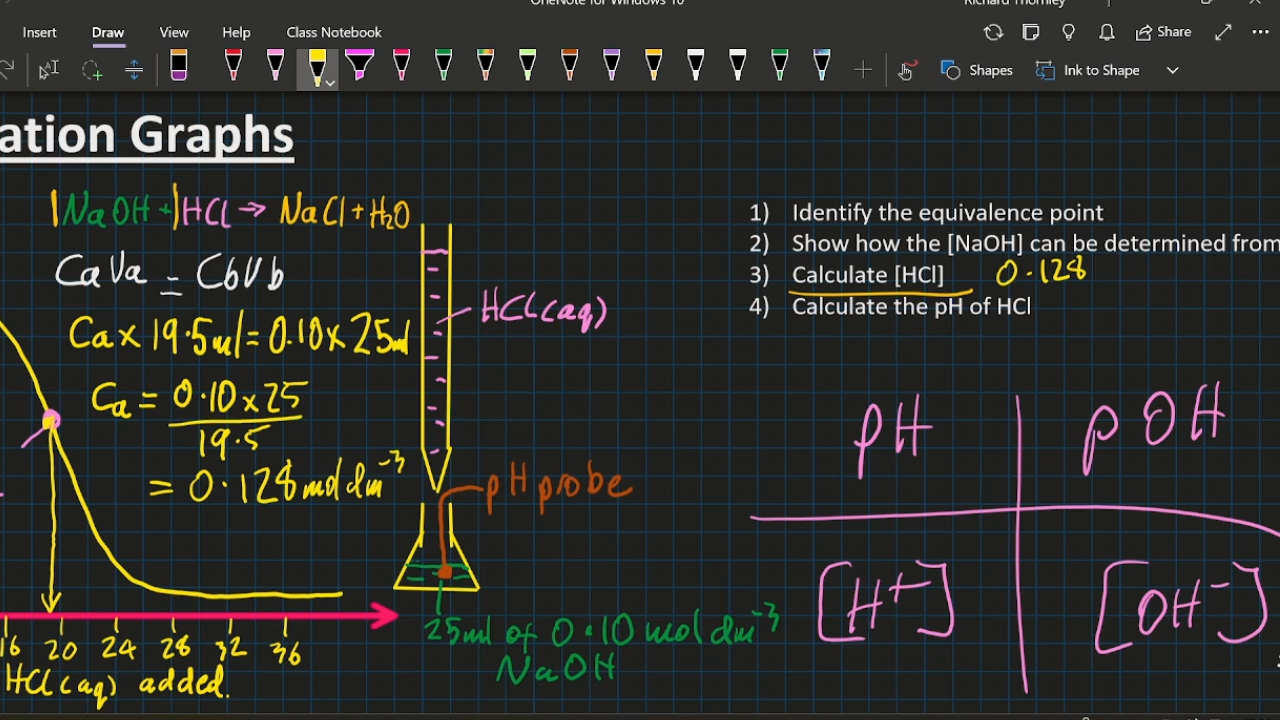 OneNote for Windows 10
Richard Thornley
Insert Draw View Help Class Notebook
Share
Shapes Ink to Shape
ation Graphs
1 NaOH + 1 HCl → NaCl + H₂O
CaVa = CbVb
Ca x 19.5ml = 0.10 x 25ml
Ca = 0.10 x 25
19.5
= 0.128 mol dm⁻³
HCl(aq)
pH probe
25ml of 0.10 mol dm⁻³
NaOH
16 20 24 28 32 36
HCl(aq) added.
1) Identify the equivalence point
2) Show how the [NaOH] can be determined from
3) Calculate [HCl] 0.128
4) Calculate the pH of HCl
pH
pOH
[H⁺]
[OH⁻]